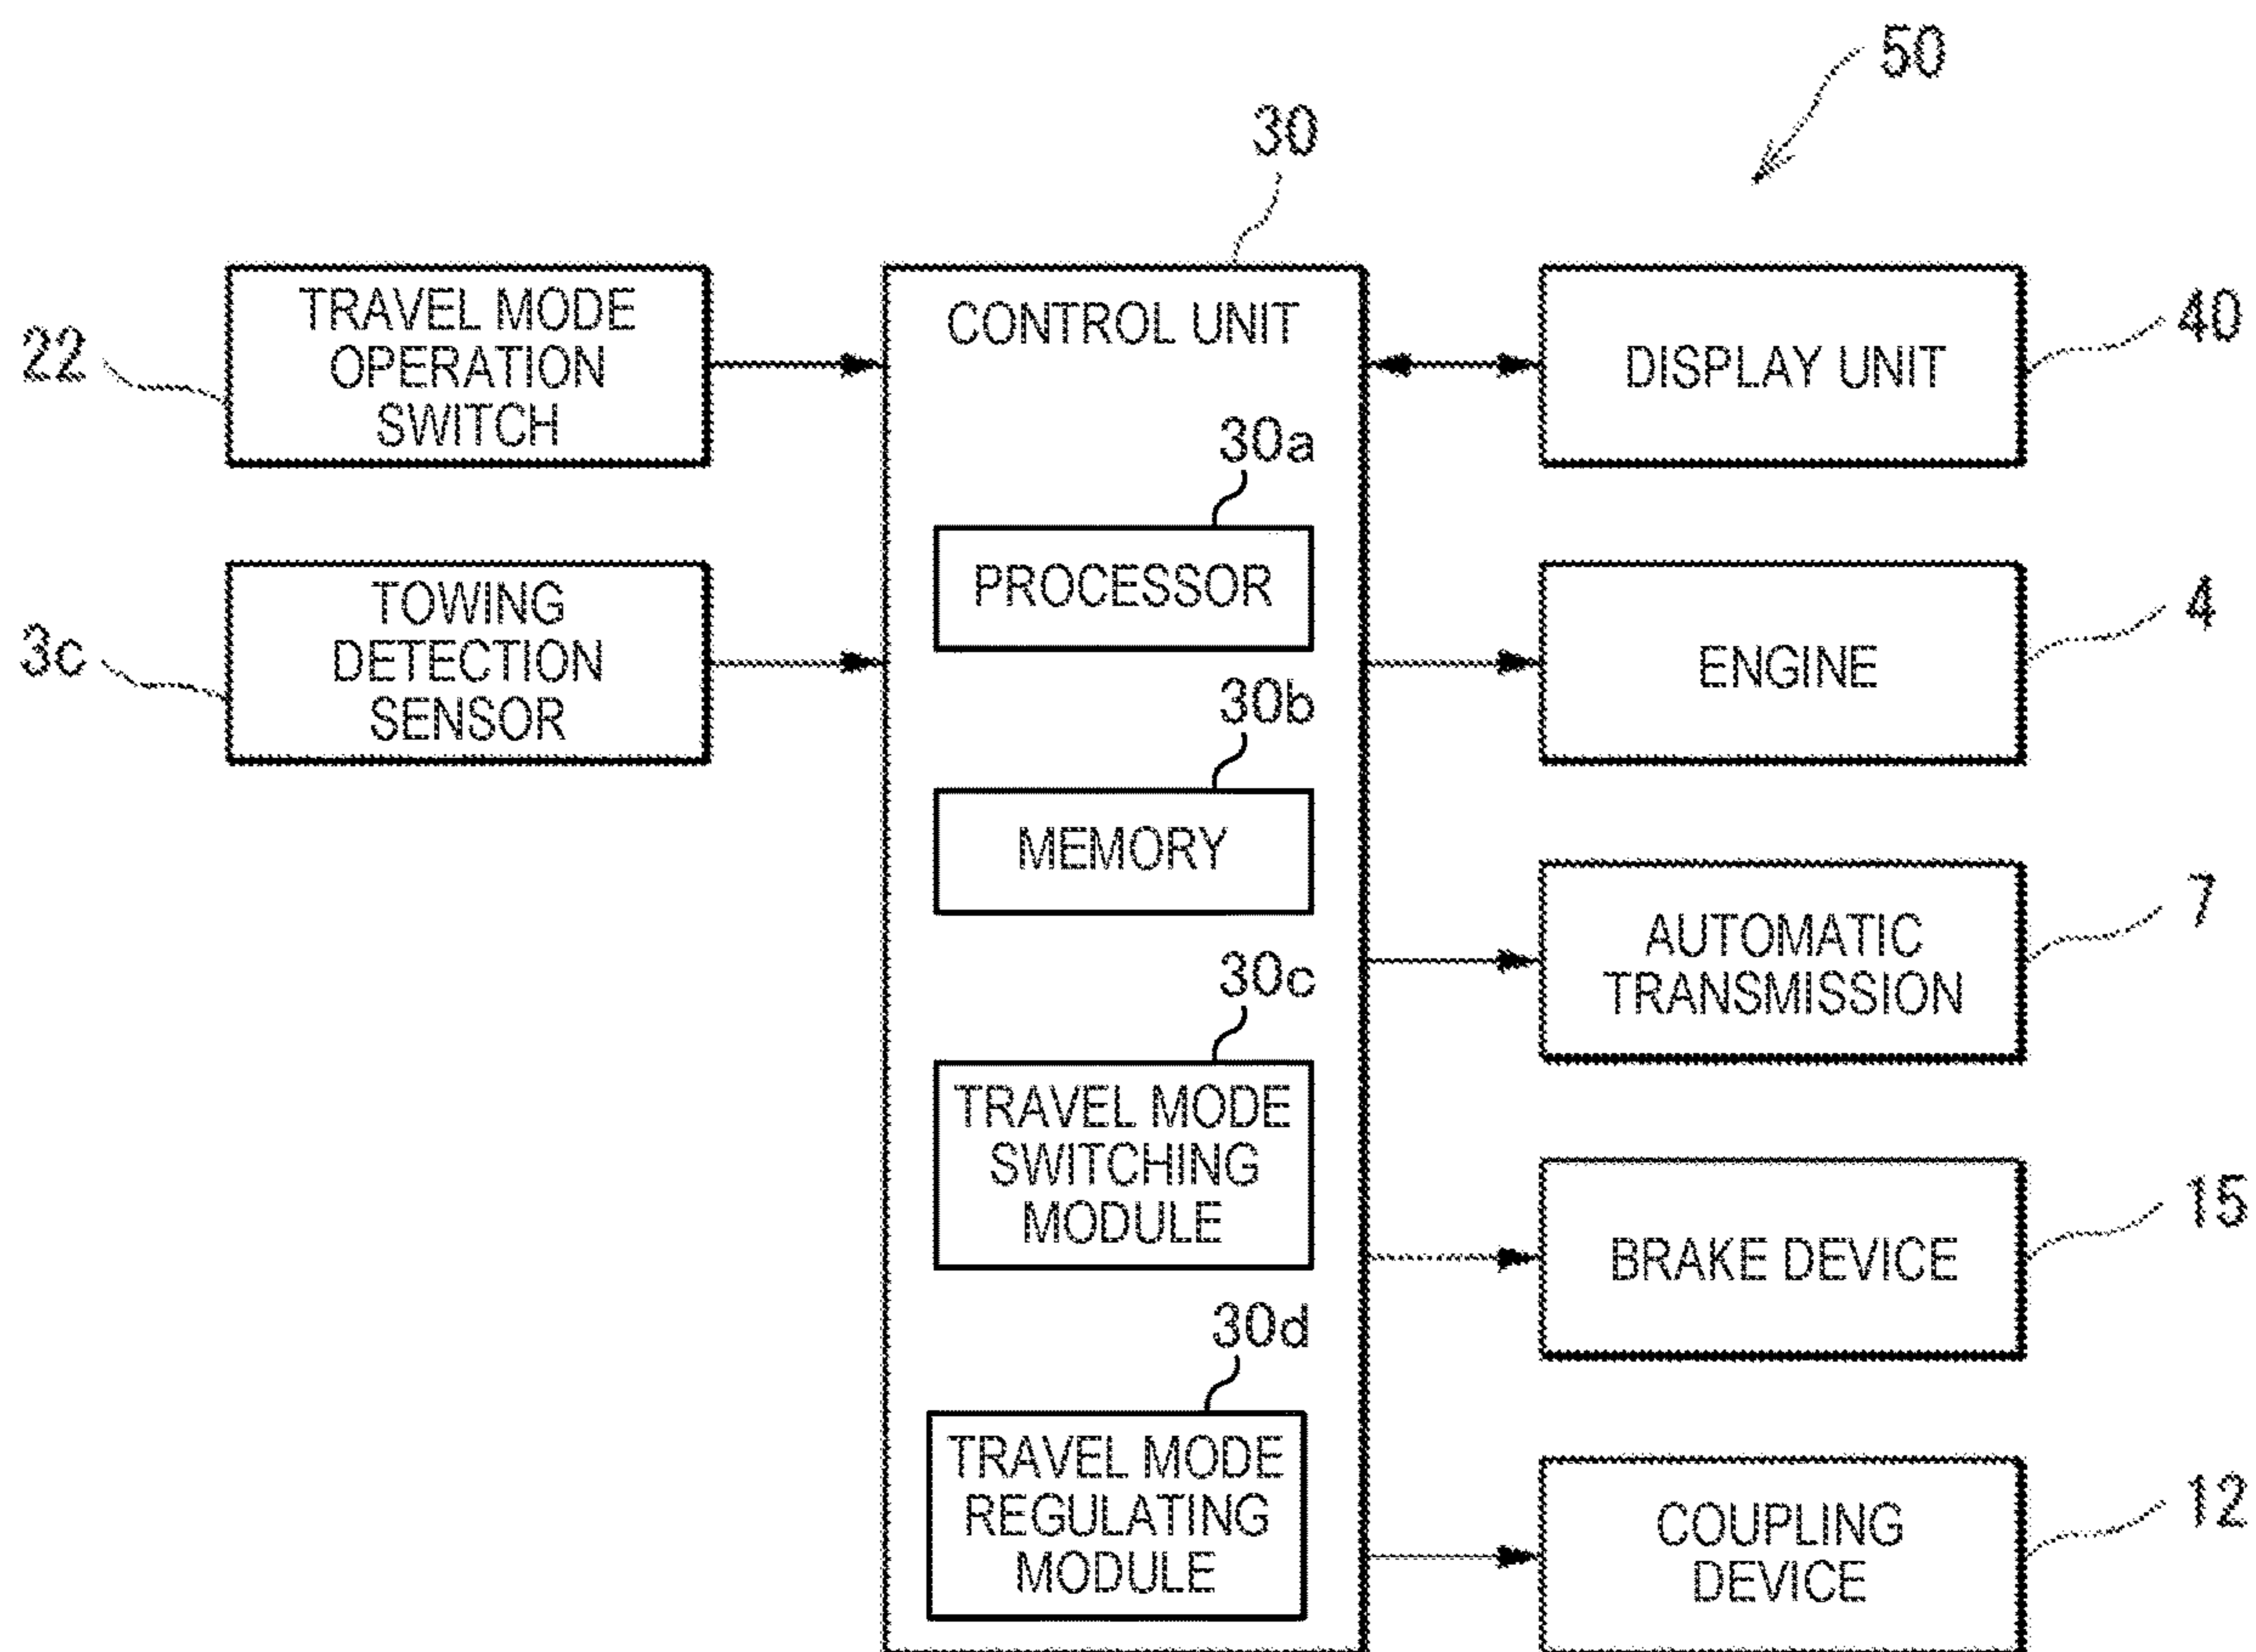 50
30
22
TRAVEL MODE
OPERATION
SWITCH
3c
TOWING
DETECTION
SENSOR
CONTROL UNIT
30a
PROCESSOR
30b
MEMORY
30c
TRAVEL MODE
SWITCHING
MODULE
30d
TRAVEL MODE
REGULATING
MODULE
DISPLAY UNIT
40
ENGINE
4
AUTOMATIC
TRANSMISSION
7
BRAKE DEVICE
15
COUPLING
DEVICE
12